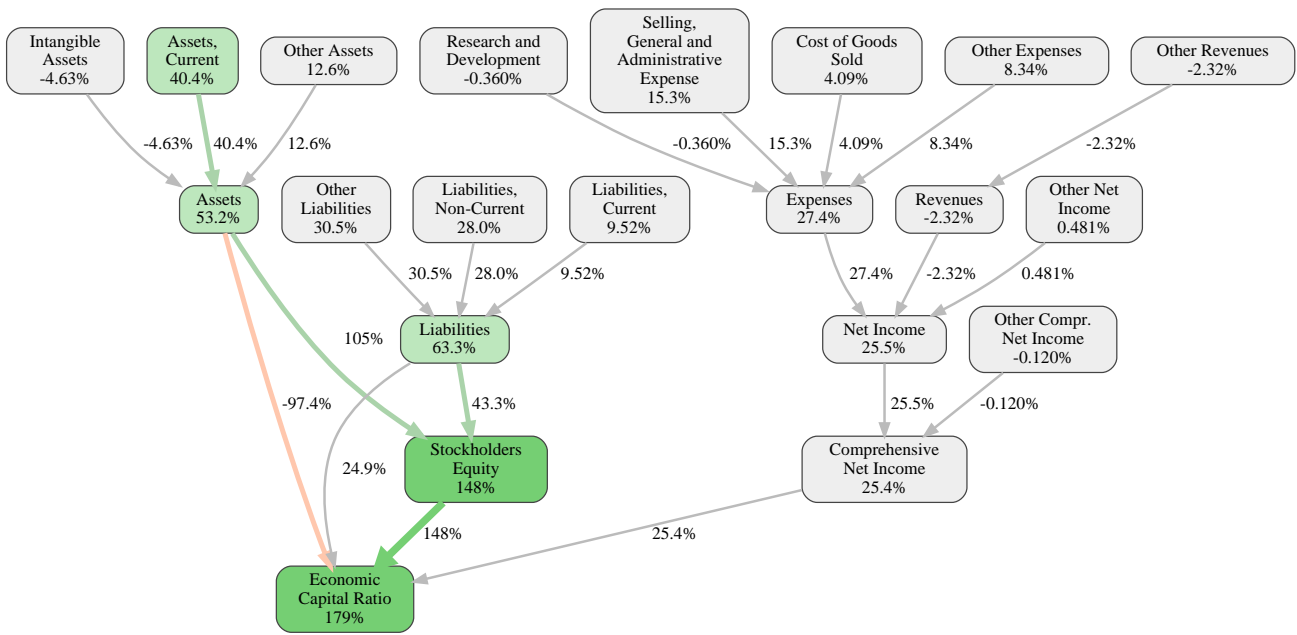 Intangible
Assets
-4.63%
Assets,
Current
40.4%
Other Assets
12.6%
Research and
Development
-0.360%
Selling,
General and
Administrative
Expense
15.3%
Cost of Goods
Sold
4.09%
Other Expenses
8.34%
Other Revenues
-2.32%
-4.63%
40.4%
12.6%
-0.360%
15.3%
4.09%
8.34%
-2.32%
Assets
53.2%
Other
Liabilities
30.5%
Liabilities,
Non-Current
28.0%
Liabilities,
Current
9.52%
Expenses
27.4%
Revenues
-2.32%
Other Net
Income
0.481%
30.5%
28.0%
9.52%
27.4%
-2.32%
0.481%
105%
Liabilities
63.3%
Net Income
25.5%
Other Compr.
Net Income
-0.120%
-97.4%
43.3%
25.5%
-0.120%
24.9%
Stockholders
Equity
148%
Comprehensive
Net Income
25.4%
148%
25.4%
Economic
Capital Ratio
179%